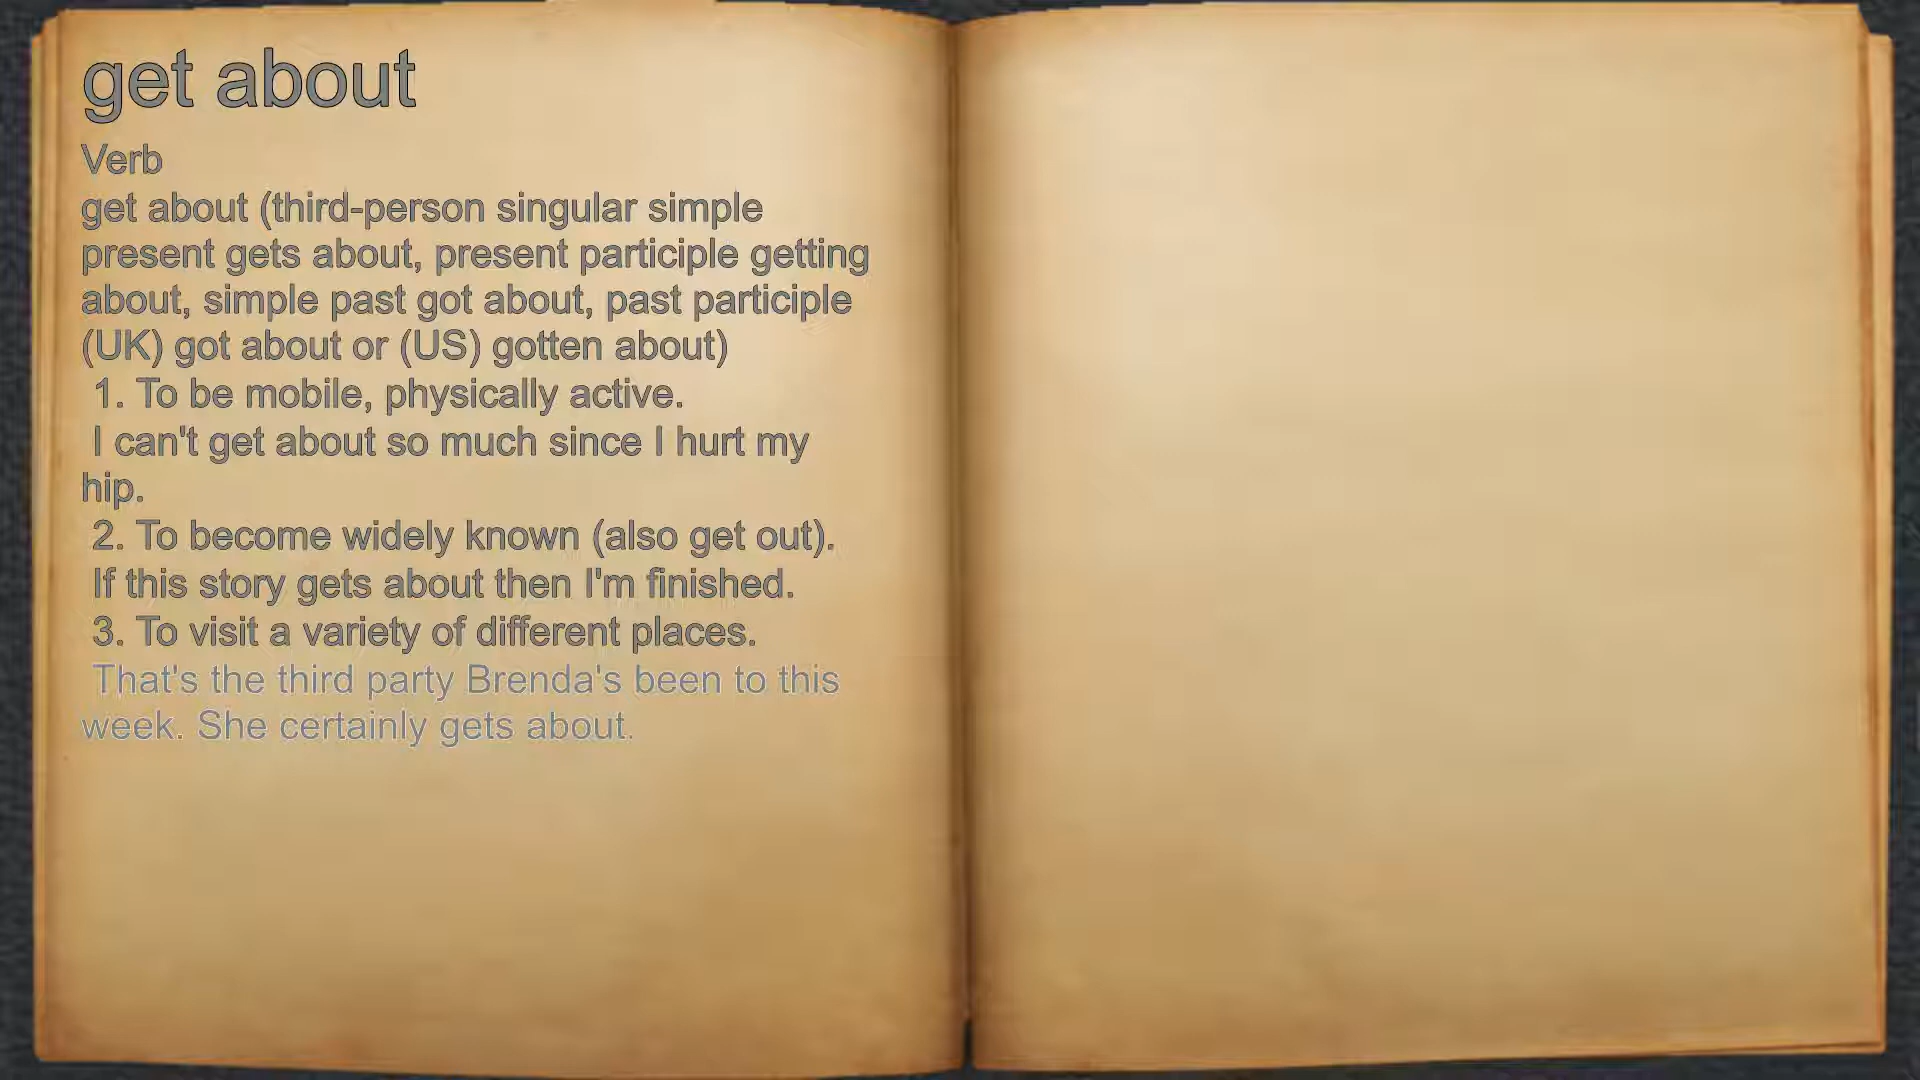 get about
Verb
get about (third-person singular simple
present gets about, present participle getting
about, simple past got about, past participle
(UK) got about or (US) gotten about)
1. To be mobile, physically active.
I can't get about so much since I hurt my
hip.
2. To become widely known (also get out).
If this story gets about then I'm finished.
3. To visit a variety of different places.
That's the third party Brenda's been to this
week. She certainly gets about.